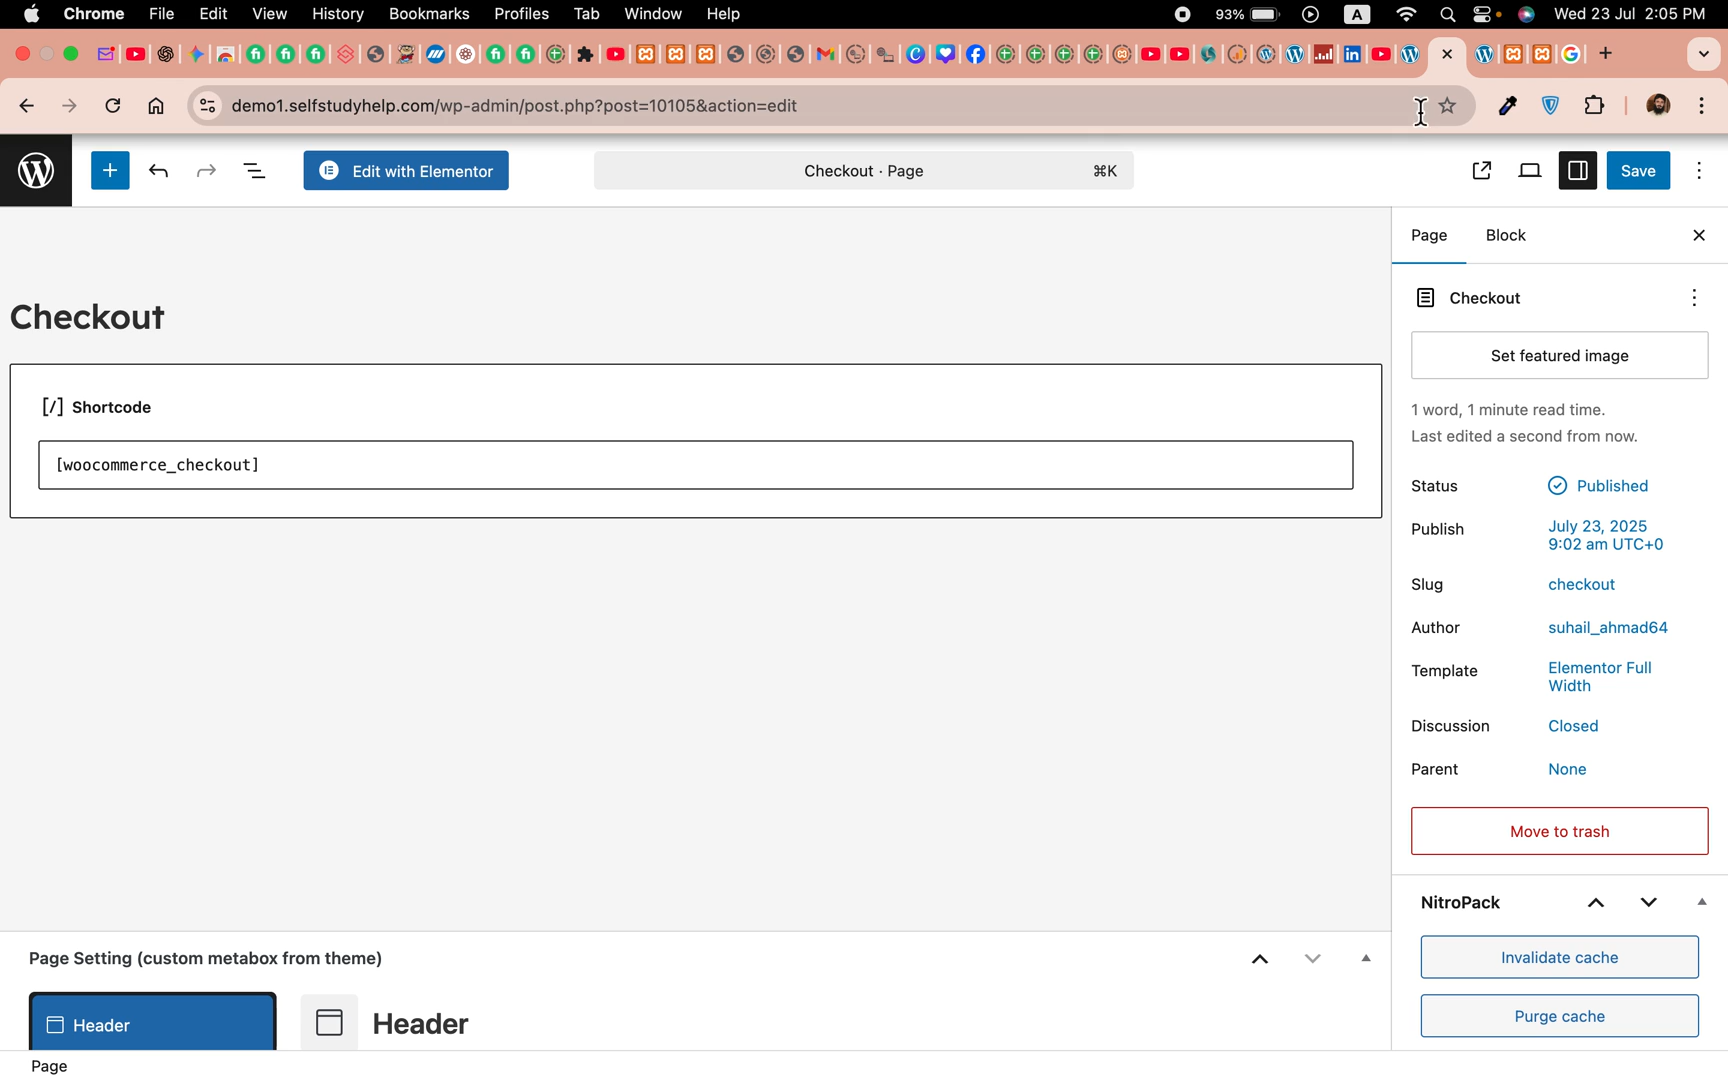 Chrome File Edit View History Bookmarks Profiles Tab Window Help 93% A Wed 23 Jul 2:05 PM
demo1.selfstudyhelp.com/wp-admin/post.php?post=10105&action=edit
Edit with Elementor Checkout · Page ⌘K Save
Page Block
Checkout
Set featured image
1 word, 1 minute read time.
Last edited a second from now.
Status Published
Publish July 23, 2025
9:02 am UTC+0
Slug checkout
Author suhail_ahmad64
Template Elementor Full
Width
Discussion Closed
Parent None
Move to trash
NitroPack
Invalidate cache
Purge cache
Checkout
[/] Shortcode
[woocommerce_checkout]
Page Setting (custom metabox from theme)
Header Header
Page